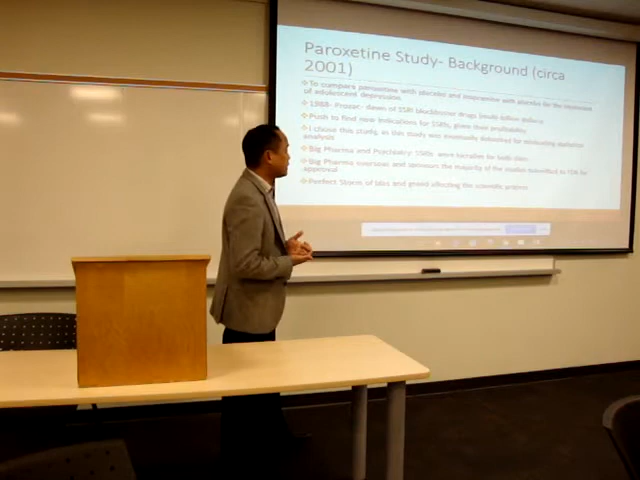 Paroxetine Study- Background (circa
2001)
To compare paroxetine with placebo and imipramine with placebo for the treatment
of adolescent depression
1988- Prozac- dawn of SSRI blockbuster drugs (multi-billion dollars)
Push to find new indications for SSRIs, given their profitability
I chose this study, as this study was eventually debunked for misleading statistical
analysis
Big Pharma and Psychiatry: SSRIs were lucrative for both sides
Big Pharma oversees and sponsors the majority of the studies submitted to FDA for
approval
Perfect Storm of bias and greed affecting the scientific process